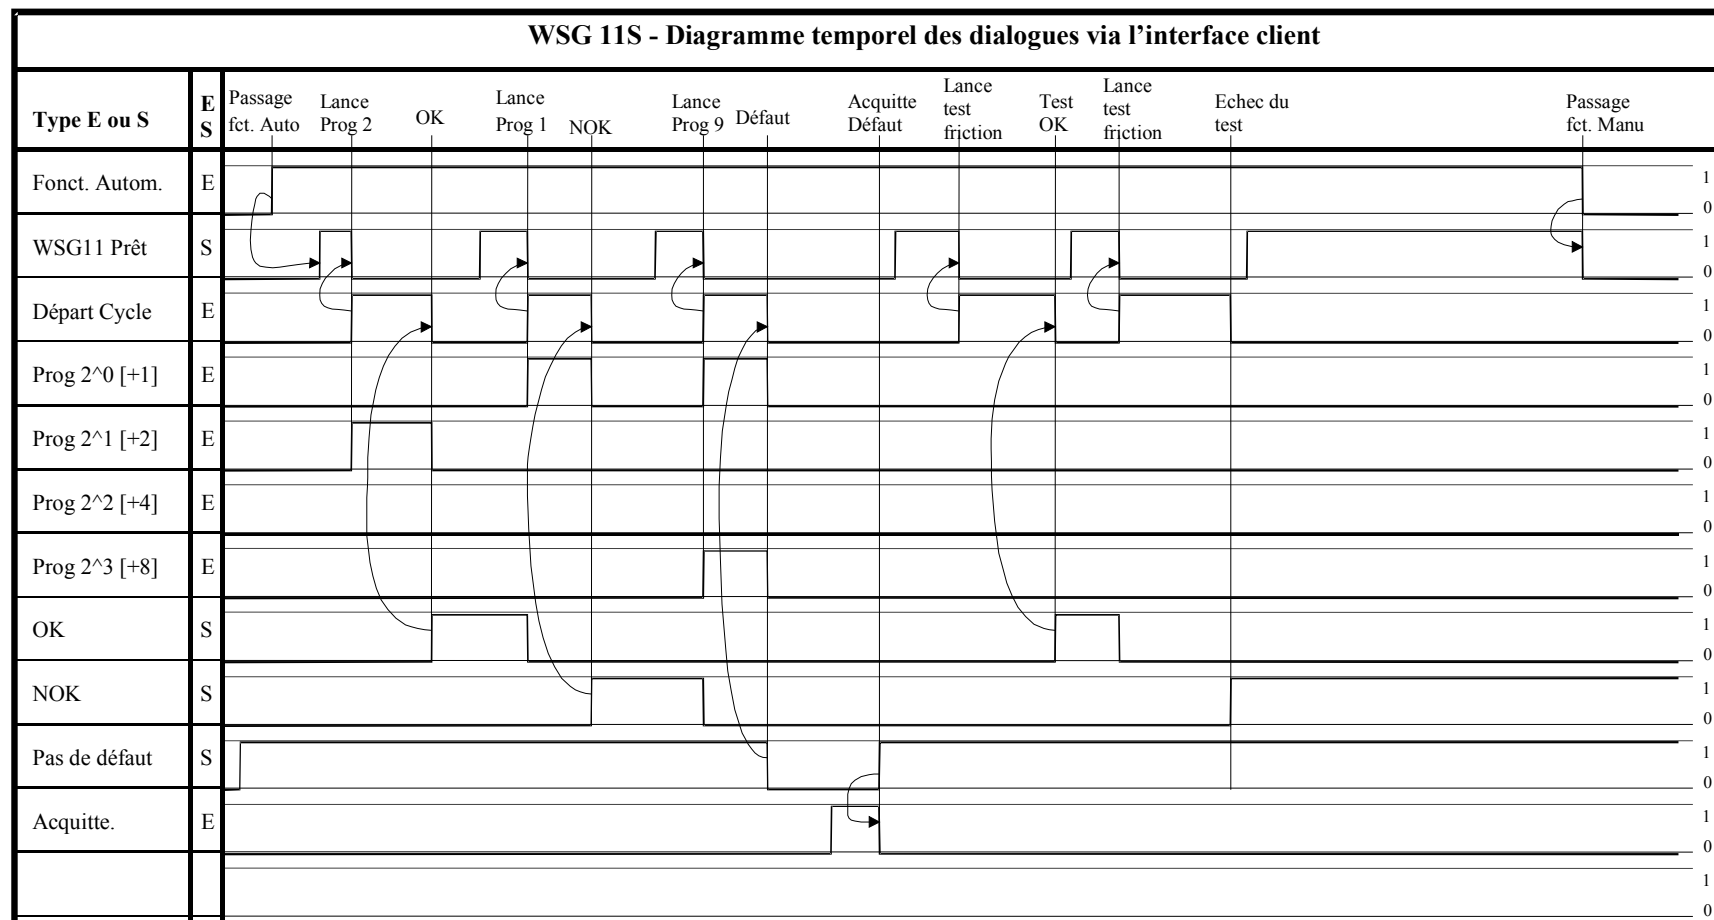 WSG 11S - Diagramme temporel des dialogues via l'interface client
Type E ou S
E
S
Passage
fct. Auto
Lance
Prog 2
OK
Lance
Prog 1
NOK
Lance
Prog 9
Défaut
Acquitte
Défaut
Lance
test
friction
Test
OK
Lance
test
friction
Echec du
test
Passage
fct. Manu
Fonct. Autom.
E
1
0
WSG11 Prêt
S
1
0
Départ Cycle
E
1
0
Prog 2^0 [+1]
E
1
0
Prog 2^1 [+2]
E
1
0
Prog 2^2 [+4]
E
1
0
Prog 2^3 [+8]
E
1
0
OK
S
1
0
NOK
S
1
0
Pas de défaut
S
1
0
Acquitte.
E
1
0
1
0